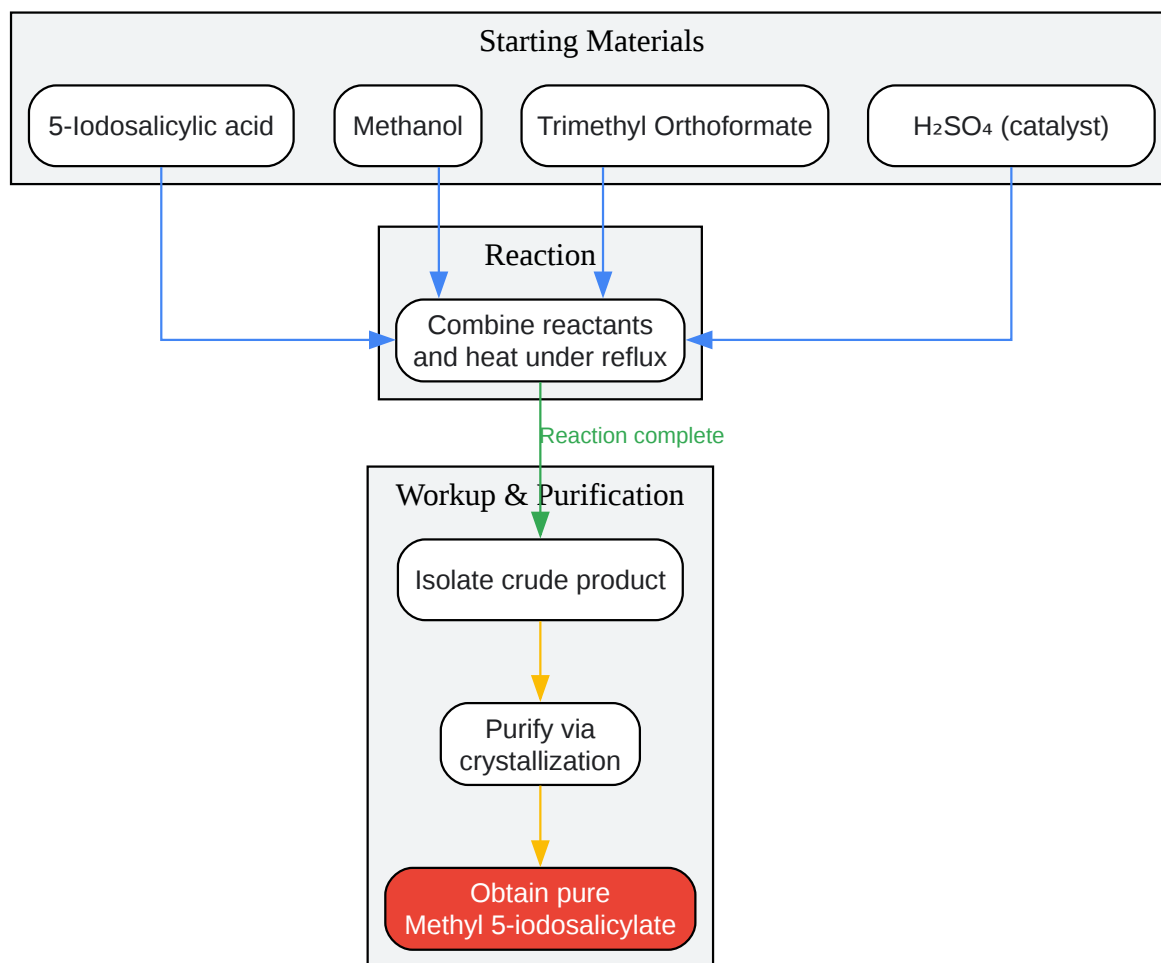 Starting Materials
5-Iodosalicylic acid
Methanol
Trimethyl Orthoformate
H₂SO₄ (catalyst)
Reaction
Combine reactants
and heat under reflux
Reaction complete
Workup & Purification
Isolate crude product
Purify via
crystallization
Obtain pure
Methyl 5-iodosalicylate